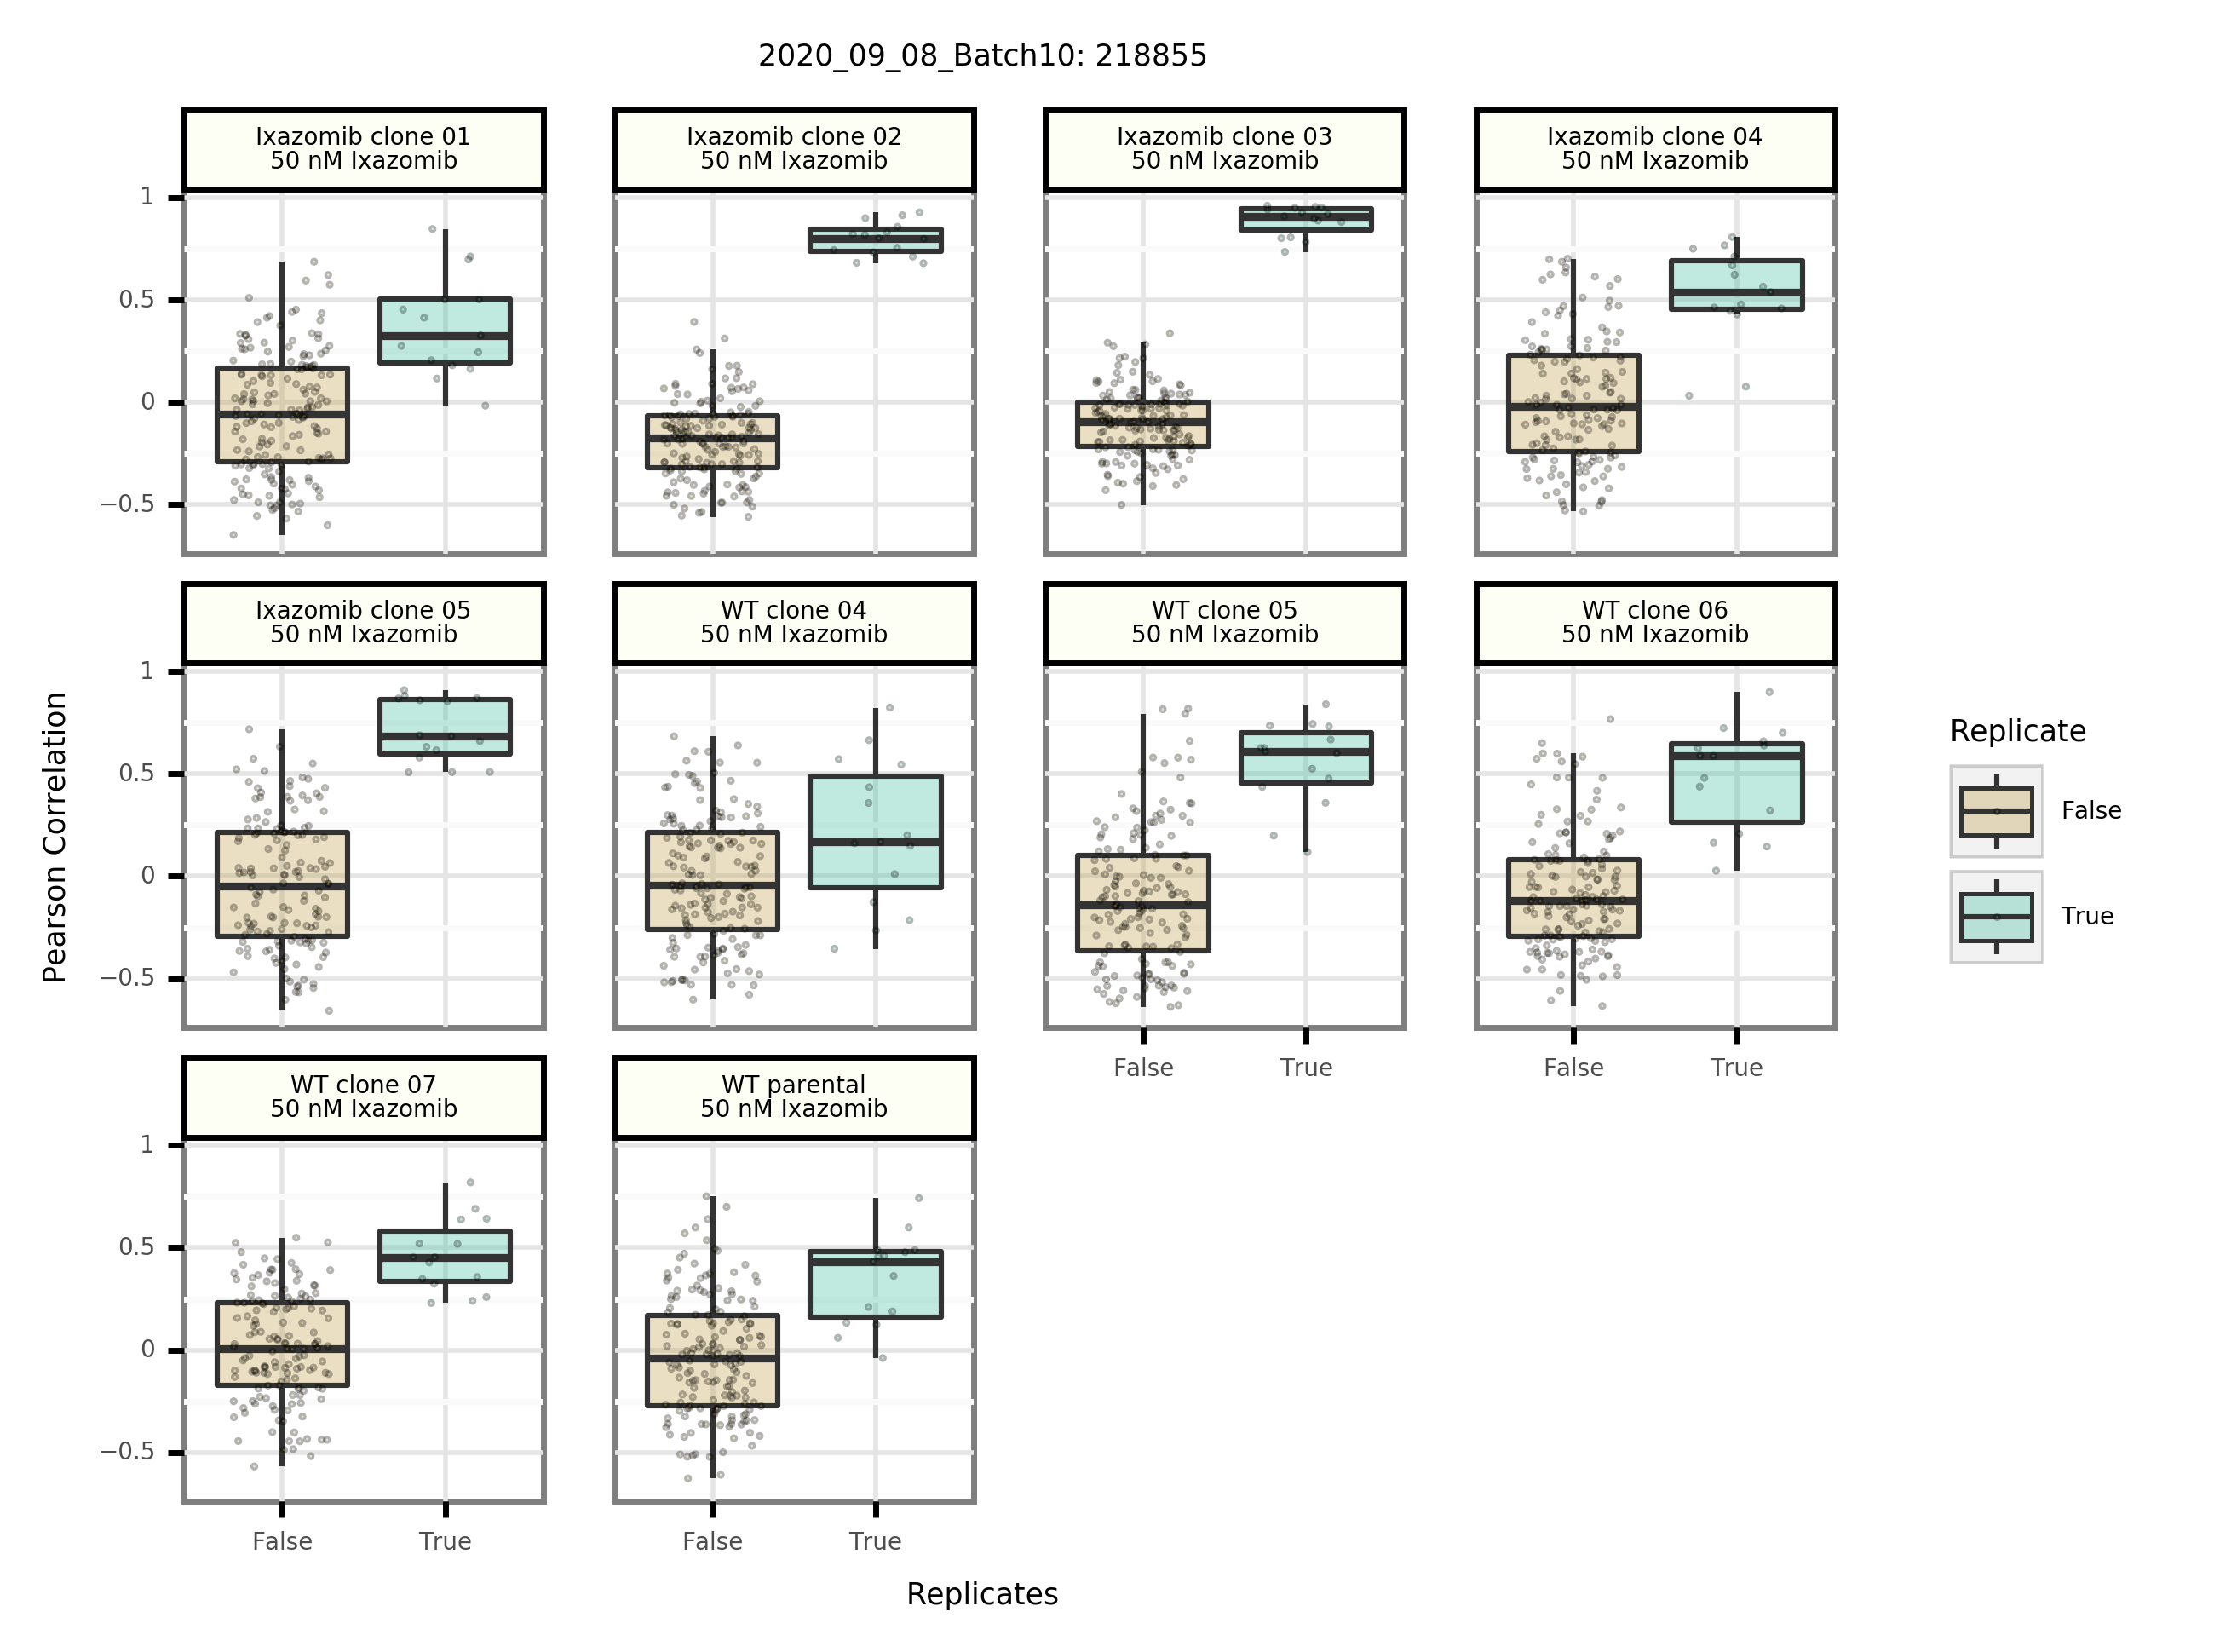 2020_09_08_Batch10: 218855
Ixazomib clone 01
50 nM Ixazomib
Ixazomib clone 02
50 nM Ixazomib
Ixazomib clone 03
50 nM Ixazomib
Ixazomib clone 04
50 nM Ixazomib
1
0.5
0
−0.5
Ixazomib clone 05
50 nM Ixazomib
WT clone 04
50 nM Ixazomib
WT clone 05
50 nM Ixazomib
WT clone 06
50 nM Ixazomib
1
0.5
0
−0.5
False
True
False
True
WT clone 07
50 nM Ixazomib
WT parental
50 nM Ixazomib
1
0.5
0
−0.5
False
True
False
True
Pearson Correlation
Replicates
Replicate
False
True